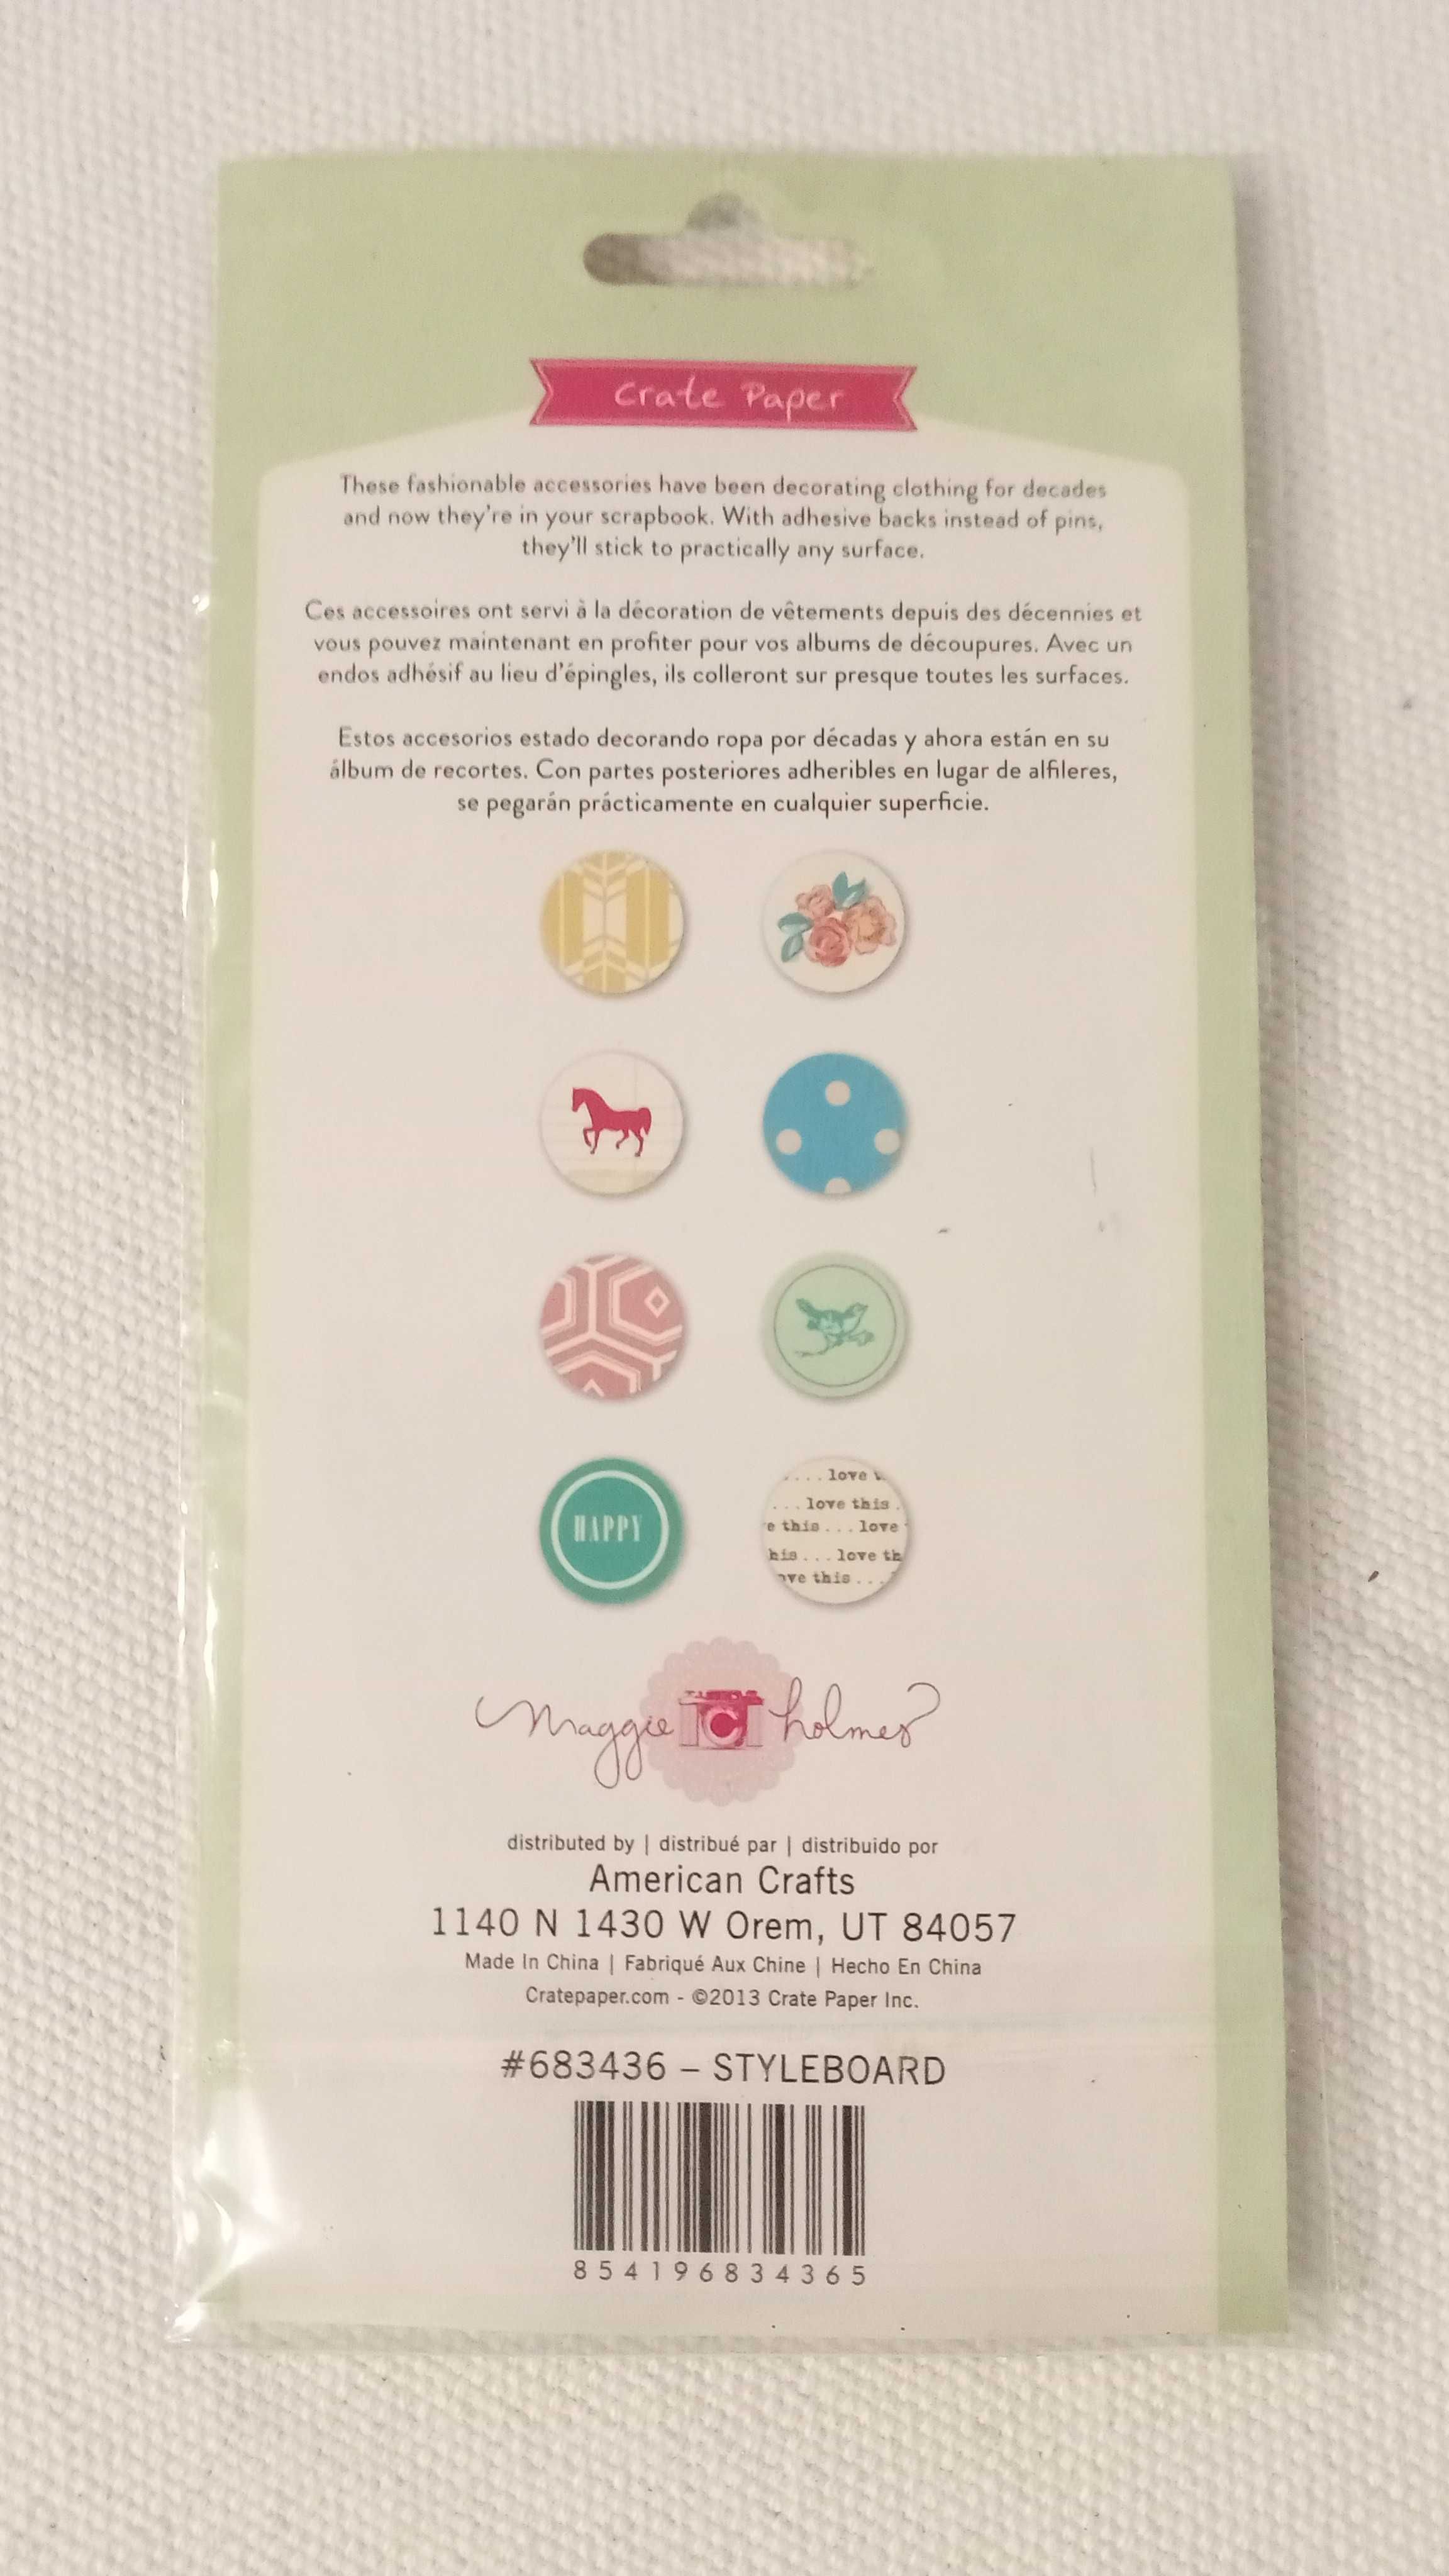 Crate Paper
These fashionable accessories have been decorating clothing for decades
and now they're in your scrapbook. With adhesive backs instead of pins,
they'll stick to practically any surface.
Ces accessoires ont servi à la décoration de vêtements depuis des décennies et
vous pouvez maintenant en profiter pour vos albums de découpures. Avec un
endos adhésif au lieu d'épingles, ils colleront sur presque toutes les surfaces.
Estos accesorios estado decorando ropa por décadas y ahora están en su
álbum de recortes. Con partes posteriores adheribles en lugar de alfileres,
se pegarán prácticamente en cualquier superficie.
HAPPY
.... love
... love this .
e this ... love
his ... love th
ove this ...
maggie holmes
distributed by | distribué par | distribuido por
American Crafts
1140 N 1430 W Orem, UT 84057
Made In China | Fabriqué Aux Chine | Hecho En China
Cratepaper.com - ©2013 Crate Paper Inc.
#683436 – STYLEBOARD
854196834365